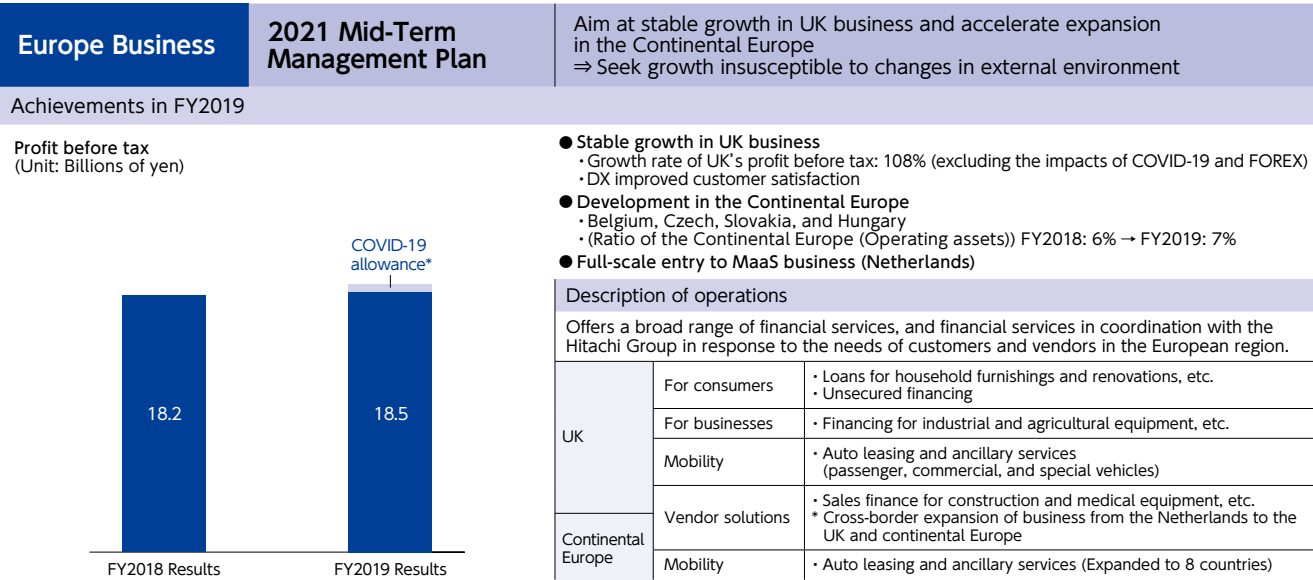 Europe Business
2021 Mid-Term
Management Plan
Aim at stable growth in UK business and accelerate expansion
in the Continental Europe
⇒ Seek growth insusceptible to changes in external environment
Achievements in FY2019
Profit before tax
(Unit: Billions of yen)
COVID-19
allowance*
18.2
18.5
FY2018 Results
FY2019 Results
● Stable growth in UK business
・Growth rate of UK's profit before tax: 108% (excluding the impacts of COVID-19 and FOREX)
・DX improved customer satisfaction
● Development in the Continental Europe
・Belgium, Czech, Slovakia, and Hungary
・(Ratio of the Continental Europe (Operating assets)) FY2018: 6% → FY2019: 7%
● Full-scale entry to MaaS business (Netherlands)
Description of operations
Offers a broad range of financial services, and financial services in coordination with the
Hitachi Group in response to the needs of customers and vendors in the European region.
UK
For consumers
・Loans for household furnishings and renovations, etc.
・Unsecured financing
For businesses
・Financing for industrial and agricultural equipment, etc.
Mobility
・Auto leasing and ancillary services
(passenger, commercial, and special vehicles)
Vendor solutions
・Sales finance for construction and medical equipment, etc.
* Cross-border expansion of business from the Netherlands to the
UK and continental Europe
Continental
Europe
Mobility
・Auto leasing and ancillary services (Expanded to 8 countries)